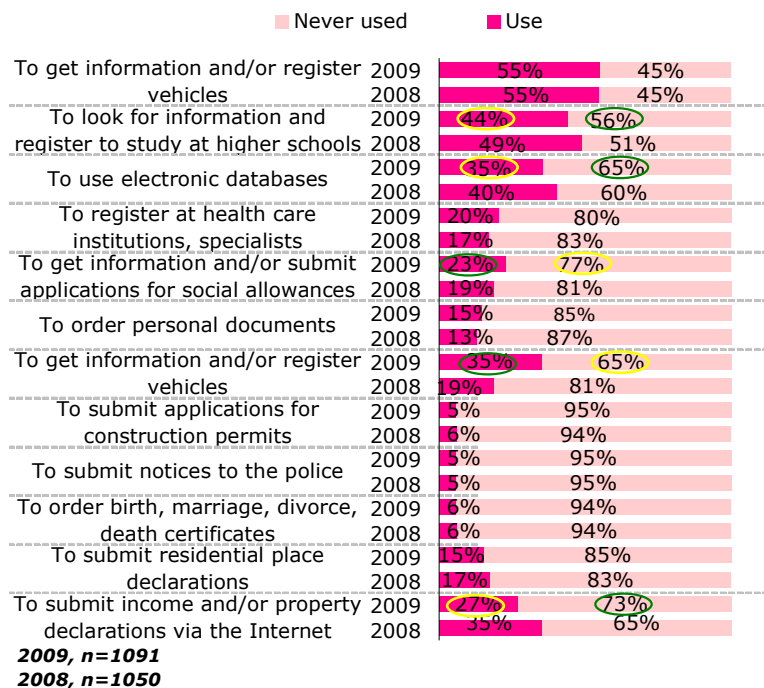 Never used Use
To get information and/or register vehicles 2009 55% 45%
2008 55% 45%
To look for information and register to study at higher schools 2009 44% 56%
2008 49% 51%
To use electronic databases 2009 35% 65%
2008 40% 60%
To register at health care institutions, specialists 2009 20% 80%
2008 17% 83%
To get information and/or submit applications for social allowances 2009 23% 77%
2008 19% 81%
To order personal documents 2009 15% 85%
2008 13% 87%
To get information and/or register vehicles 2009 35% 65%
2008 19% 81%
To submit applications for construction permits 2009 5% 95%
2008 6% 94%
To submit notices to the police 2009 5% 95%
2008 5% 95%
To order birth, marriage, divorce, death certificates 2009 6% 94%
2008 6% 94%
To submit residential place declarations 2009 15% 85%
2008 17% 83%
To submit income and/or property declarations via the Internet 2009 27% 73%
2008 35% 65%
2009, n=1091
2008, n=1050